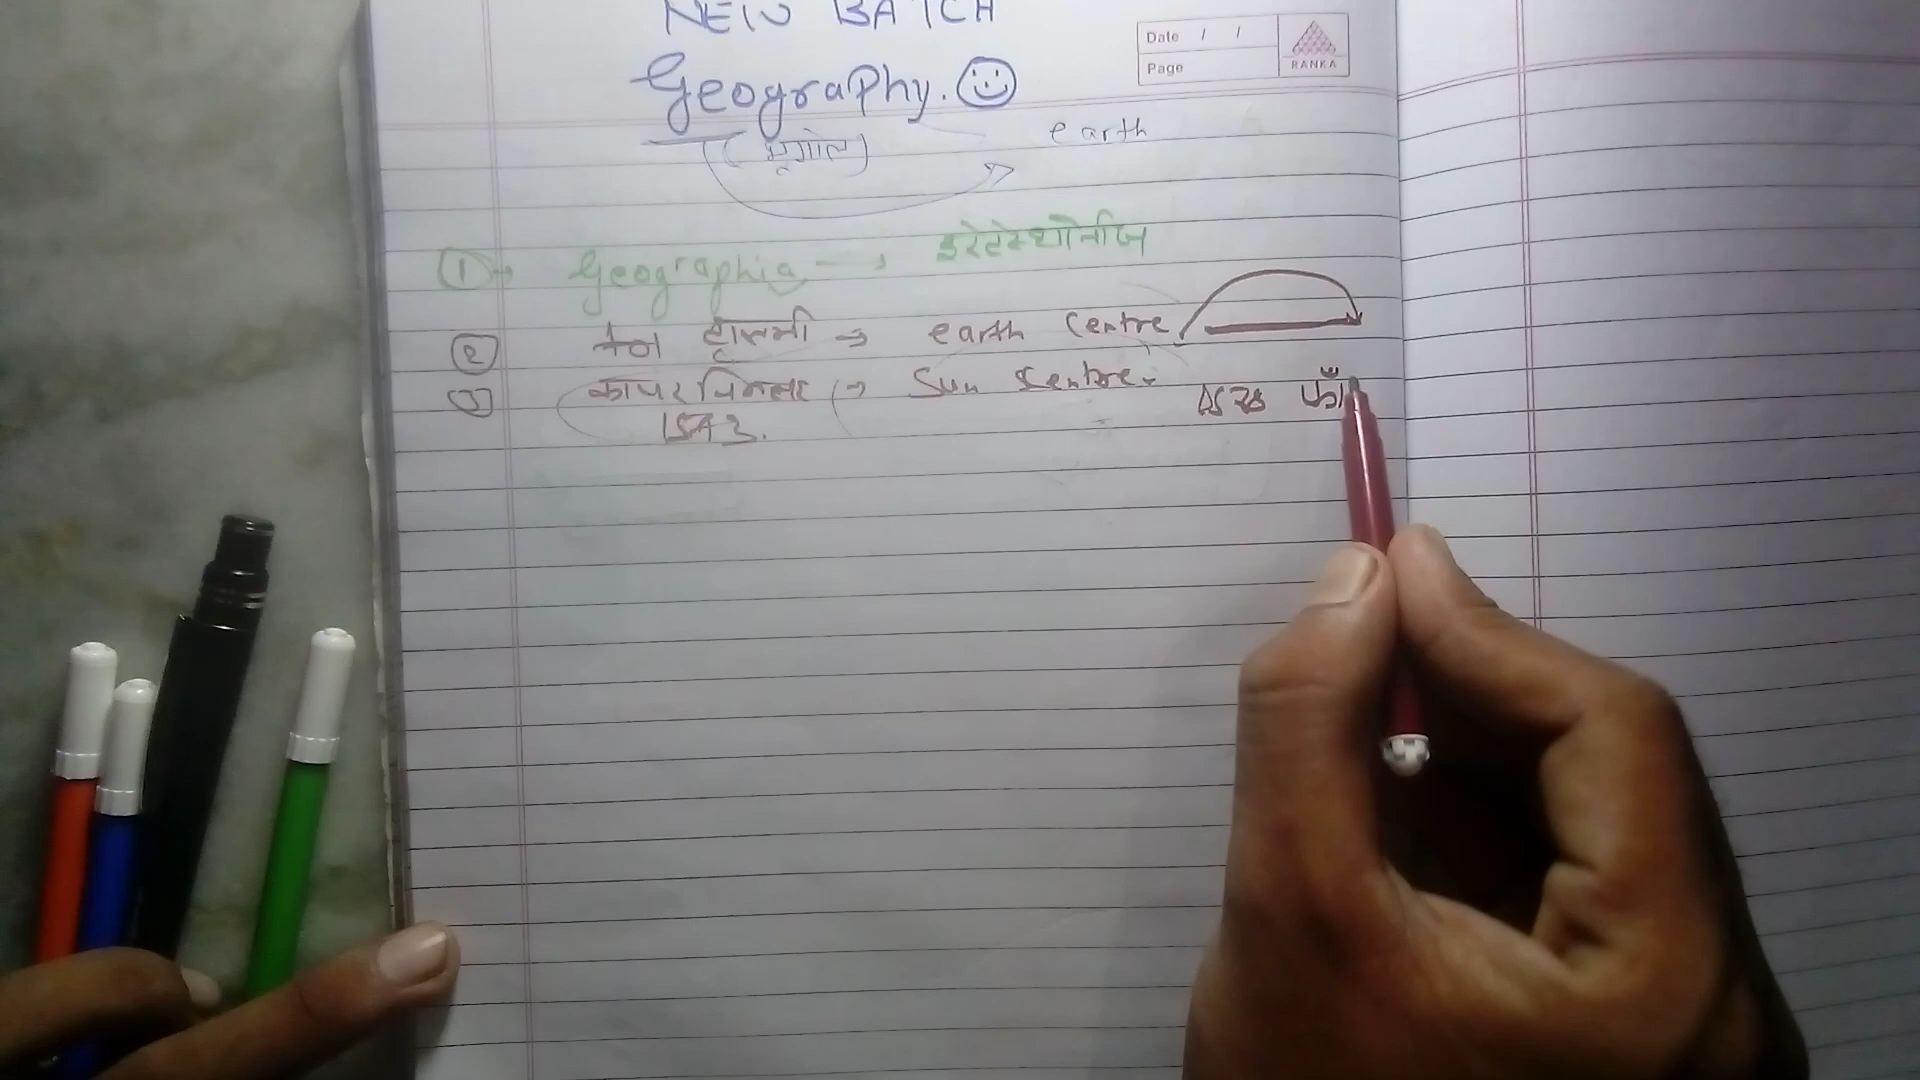 NEW BATCH
Geography.
Date / /
Page
RANKA
(भूगोल)
earth
1 Geographia → इरेटेस्थीनीज
2 → earth Centre
3 कापरनिकस → Sun Centre.
1543.